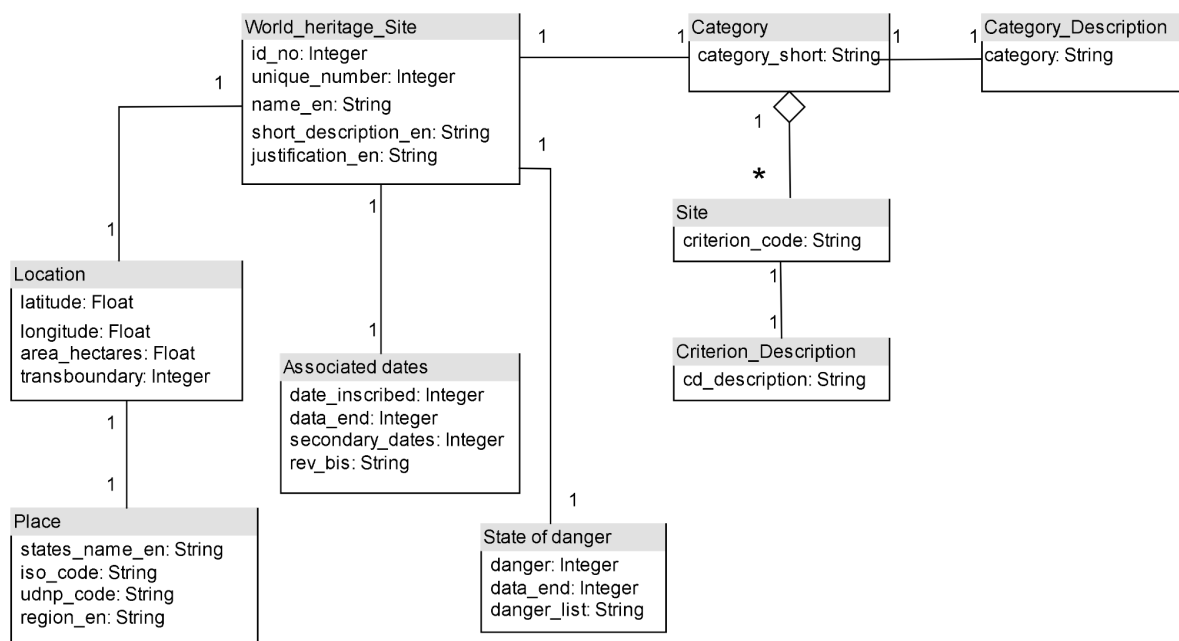 World_heritage_Site
id_no: Integer
unique_number: Integer
name_en: String
short_description_en: String
justification_en: String
1
1
Category
category_short: String
1
1
Category_Description
category: String
1
1
1
*
Site
criterion_code: String
1
1
Criterion_Description
cd_description: String
1
1
Location
latitude: Float
longitude: Float
area_hectares: Float
transboundary: Integer
1
1
Associated dates
date_inscribed: Integer
data_end: Integer
secondary_dates: Integer
rev_bis: String
1
1
Place
states_name_en: String
iso_code: String
udnp_code: String
region_en: String
1
1
State of danger
danger: Integer
data_end: Integer
danger_list: String